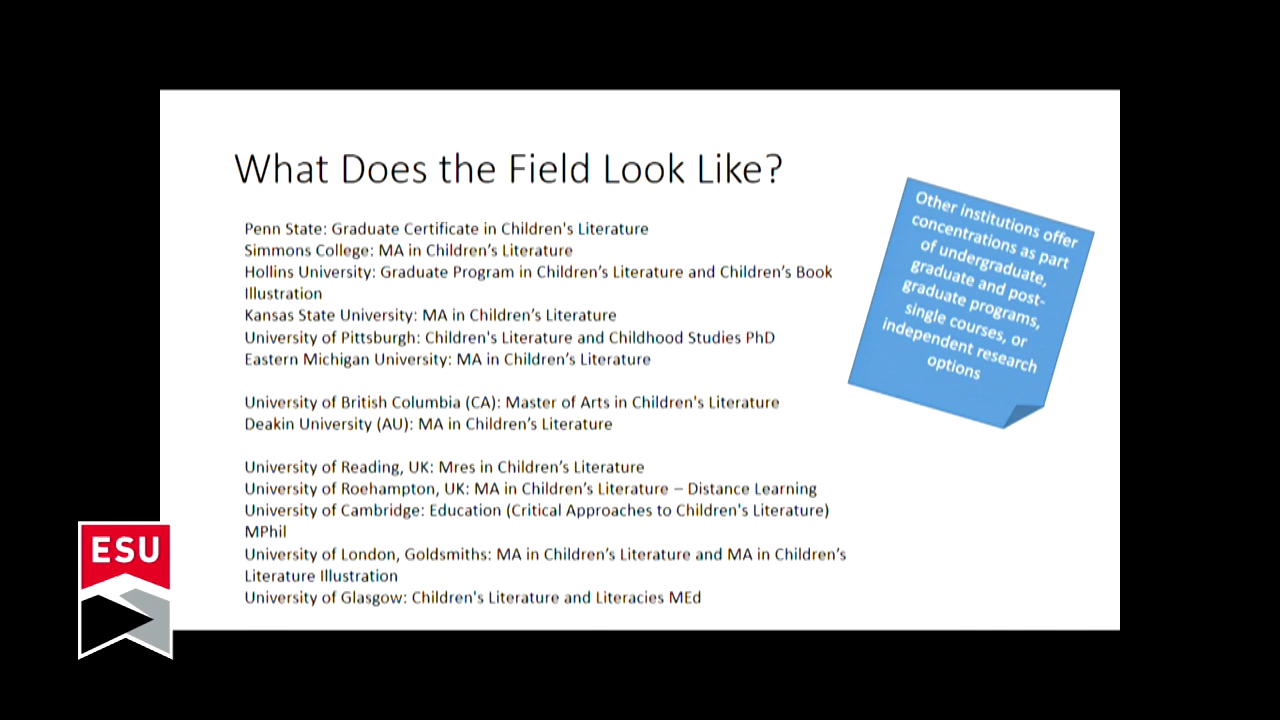 What Does the Field Look Like?
Penn State: Graduate Certificate in Children's Literature
Simmons College: MA in Children’s Literature
Hollins University: Graduate Program in Children’s Literature and Children’s Book
Illustration
Kansas State University: MA in Children’s Literature
University of Pittsburgh: Children's Literature and Childhood Studies PhD
Eastern Michigan University: MA in Children’s Literature
University of British Columbia (CA): Master of Arts in Children's Literature
Deakin University (AU): MA in Children’s Literature
University of Reading, UK: Mres in Children’s Literature
University of Roehampton, UK: MA in Children’s Literature – Distance Learning
University of Cambridge: Education (Critical Approaches to Children's Literature)
MPhil
University of London, Goldsmiths: MA in Children’s Literature and MA in Children’s
Literature Illustration
University of Glasgow: Children's Literature and Literacies MEd
Other institutions offer
concentrations as part
of undergraduate,
graduate and post-
graduate programs,
single courses, or
independent research
options
ESU